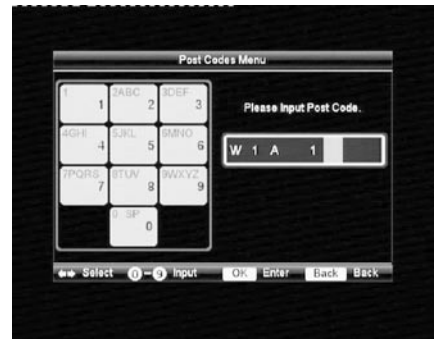 Post Codes Menu
1 1
2ABC 2
3DEF 3
Please Input Post Code.
4GHI 4
5JKL 5
6MNO 6
W 1 A 1
7PQRS 7
8TUV 8
9WXYZ 9
0 SP 0
Select 0-9 Input OK Enter Back Back